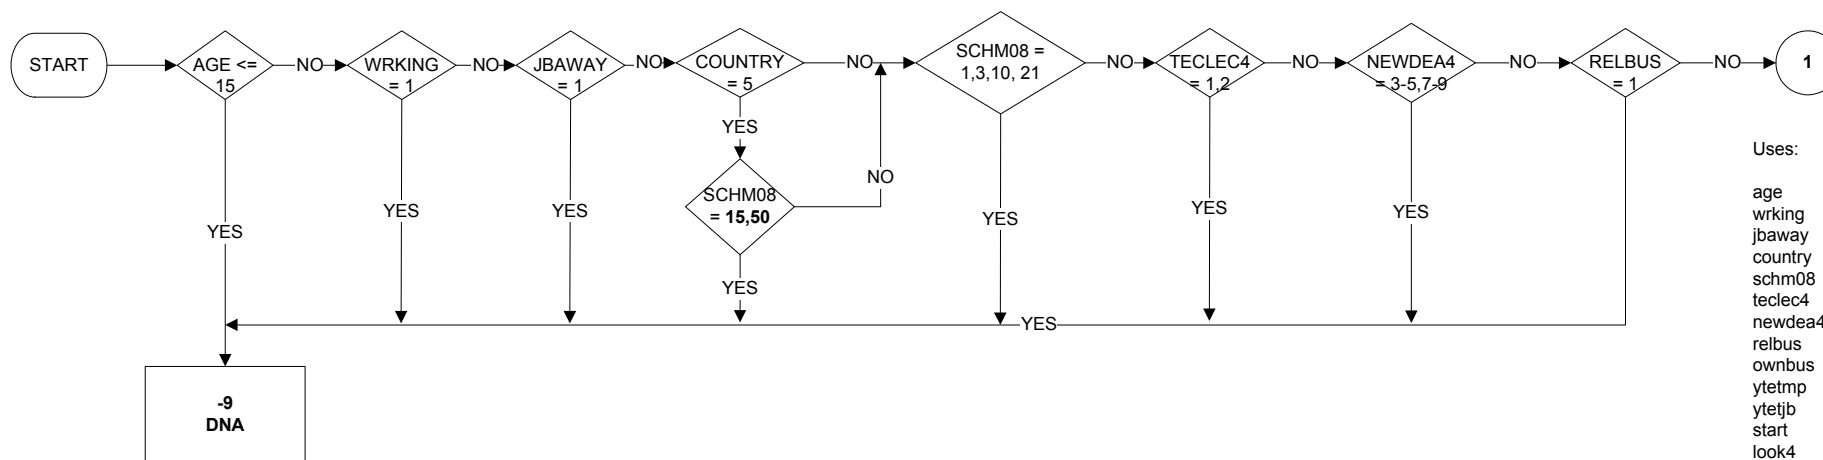 START
AGE <=
15
NO
WRKING
= 1
NO
JBAWAY
= 1
NO
COUNTRY
= 5
NO
SCHM08 =
1,3,10, 21
NO
TECLEC4
= 1,2
NO
NEWDEA4
= 3-5,7-9
NO
RELBUS
= 1
NO
1
YES
SCHM08
= 15,50
NO
YES
YES
YES
YES
YES
YES
YES
YES
-9
DNA
Uses:
age
wrking
jbaway
country
schm08
teclec4
newdea4
relbus
ownbus
ytetmp
ytetjb
start
look4